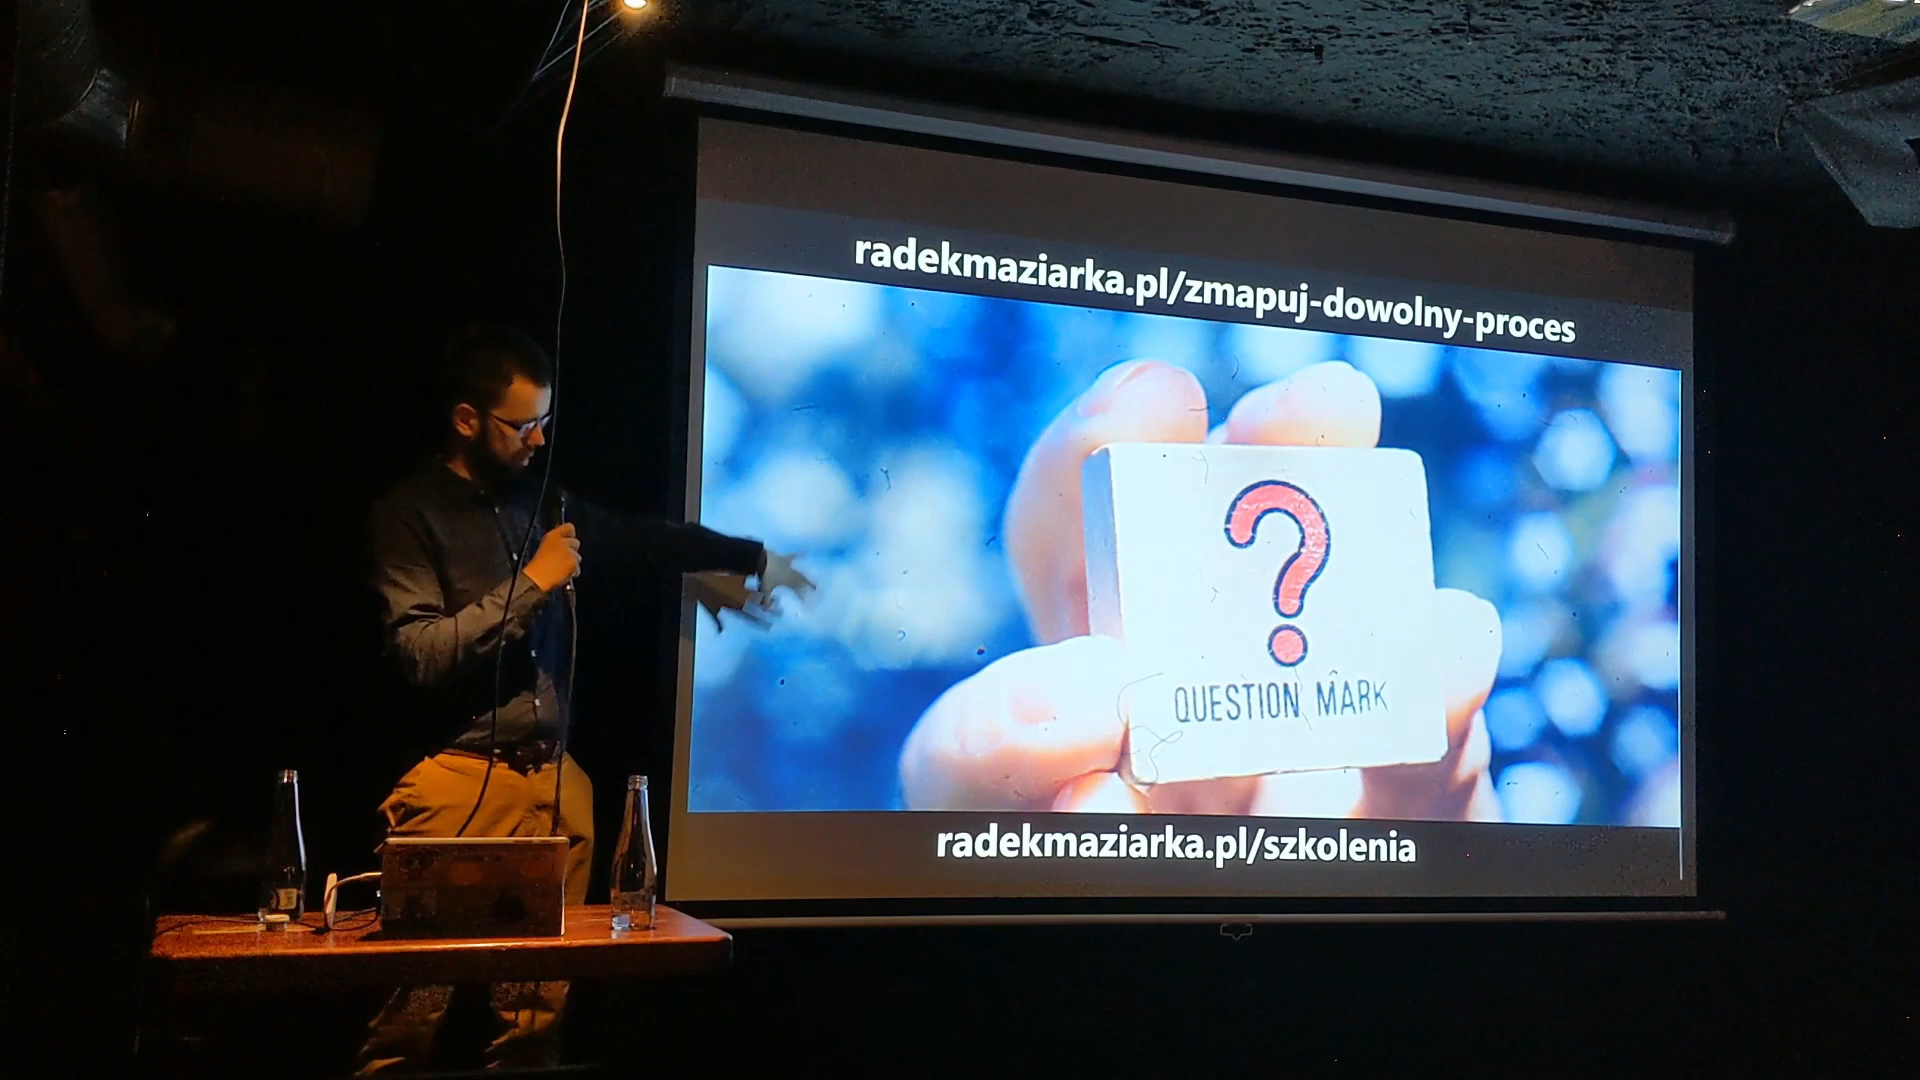 radekmaziarka.pl/zmapuj-dowolny-proces
?
QUESTION MARK
radekmaziarka.pl/szkolenia